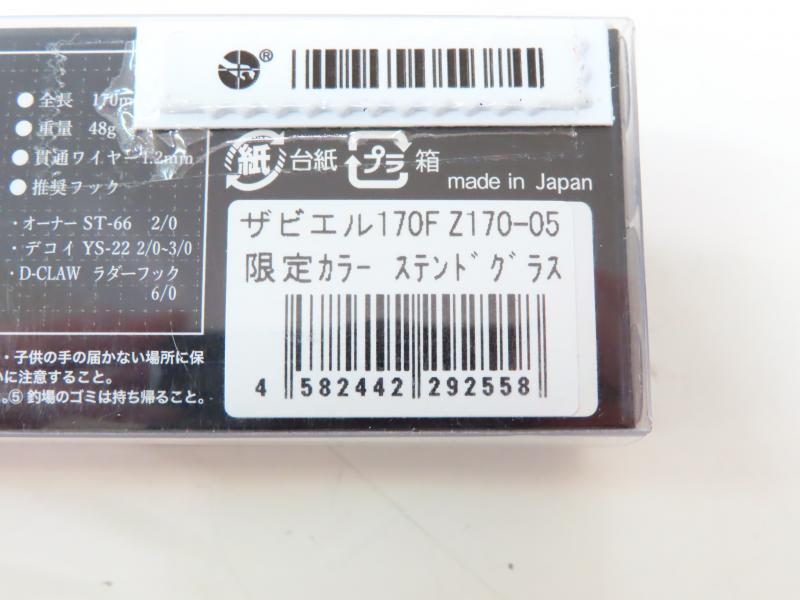 ®
● 全長 170m
● 重量 48g
● 貫通ワイヤー 1.2mm
● 推奨フック
・オーナー ST-66 2/0
・デコイ YS-22 2/0~3/0
・D-CLAW ラダーフック
6/0
・子供の手の届かない場所に保
いに注意すること。
。⑤ 釣場のゴミは持ち帰ること。
紙 台紙 プラ 箱
made in Japan
ザビエル170F Z170-05
限定カラー ステンドグラス
4 582442 292558